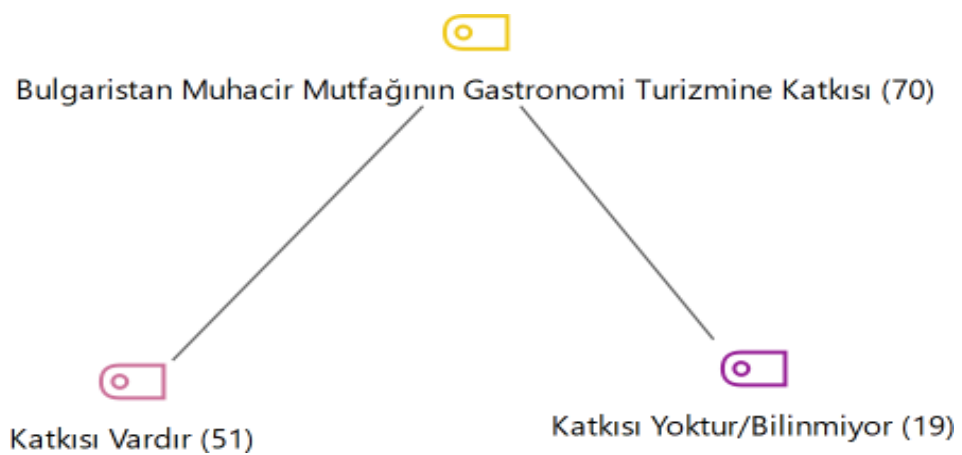 Bulgaristan Muhacir Mutfağının Gastronomi Turizmine Katkısı (70)
Katkısı Vardır (51)
Katkısı Yoktur/Bilinmiyor (19)